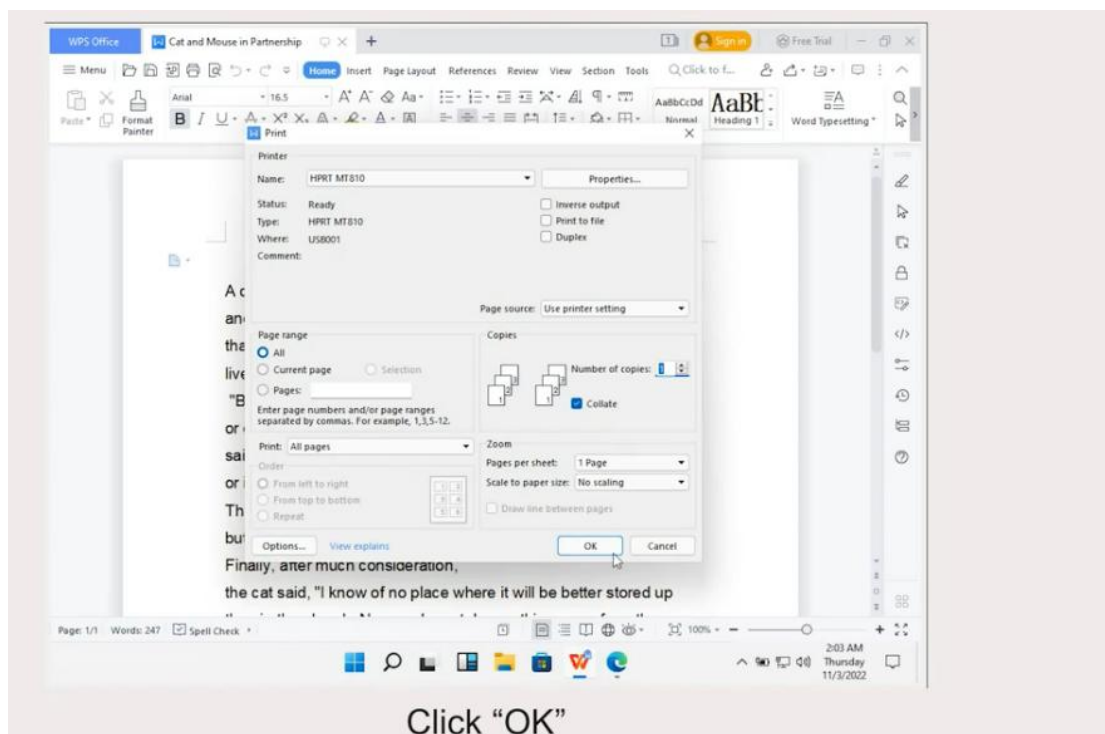 WPS Office Cat and Mouse in Partnership Sign in Free Trial
Menu Home Insert Page Layout References Review View Section Tools Click to f...
Arial 16.5 AaBbCcDd AaBb
Paste Format Painter Normal Heading 1 Word Typesetting
Print
Printer
Name: HPRT MT810 Properties...
Status: Ready Inverse output
Type: HPRT MT810 Print to file
Where: USB001 Duplex
Comment:
Page source: Use printer setting
Page range Copies
All
Current page Selection Number of copies: 1
Pages: Collate
Enter page numbers and/or page ranges
separated by commas. For example, 1,3,5-12.
Print: All pages Zoom
Pages per sheet: 1 Page
Order
From left to right Scale to paper size: No scaling
From top to bottom
Repeat Draw line between pages
Options... View explains OK Cancel
A c
an
tha
live
"B
or
sai
or i
Th
bu
Finally, after much consideration,
the cat said, "I know of no place where it will be better stored up
Page: 1/1 Words: 247 Spell Check 100%
2:03 AM
Thursday
11/3/2022
Click “OK”